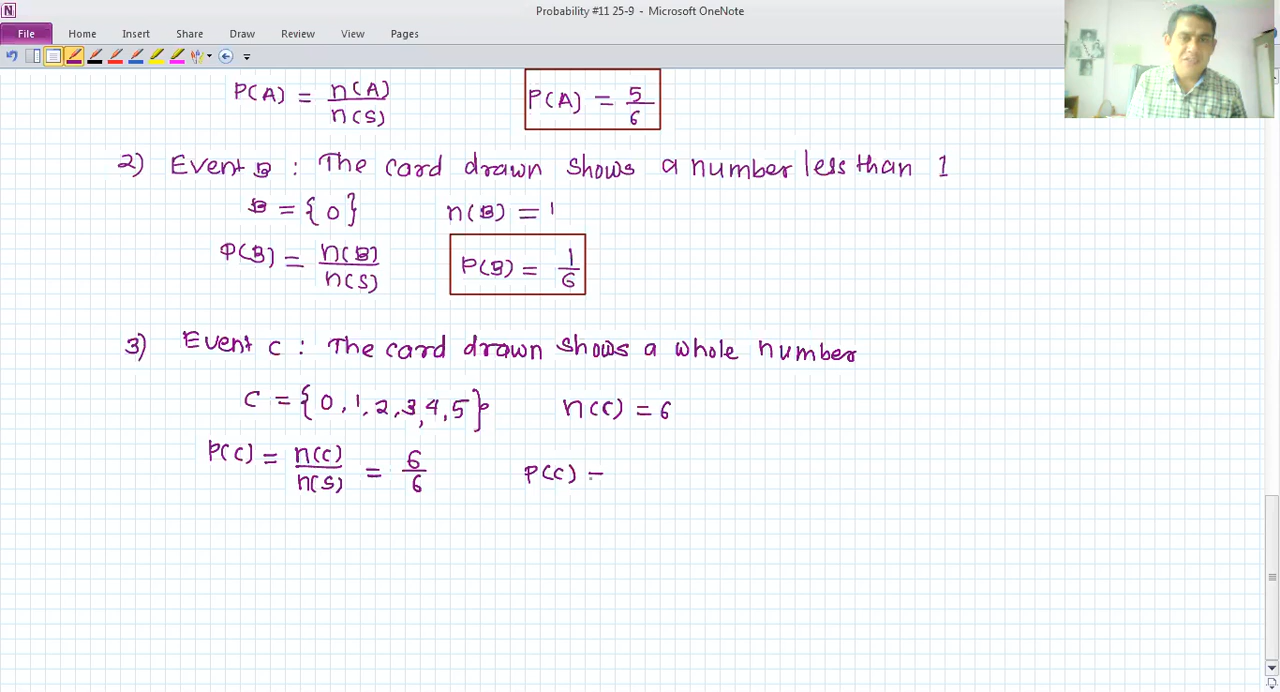 Probability #11 25-9 - Microsoft OneNote
File Home Insert Share Draw Review View Pages
P(A) = n(A)/n(S) P(A) = 5/6
2) Event B : The card drawn shows a number less than 1
B = {0} n(B) = 1
P(B) = n(B)/n(S) P(B) = 1/6
3) Event C : The card drawn shows a whole number
C = {0, 1, 2, 3, 4, 5} n(C) = 6
P(C) = n(C)/n(S) = 6/6 P(C) =